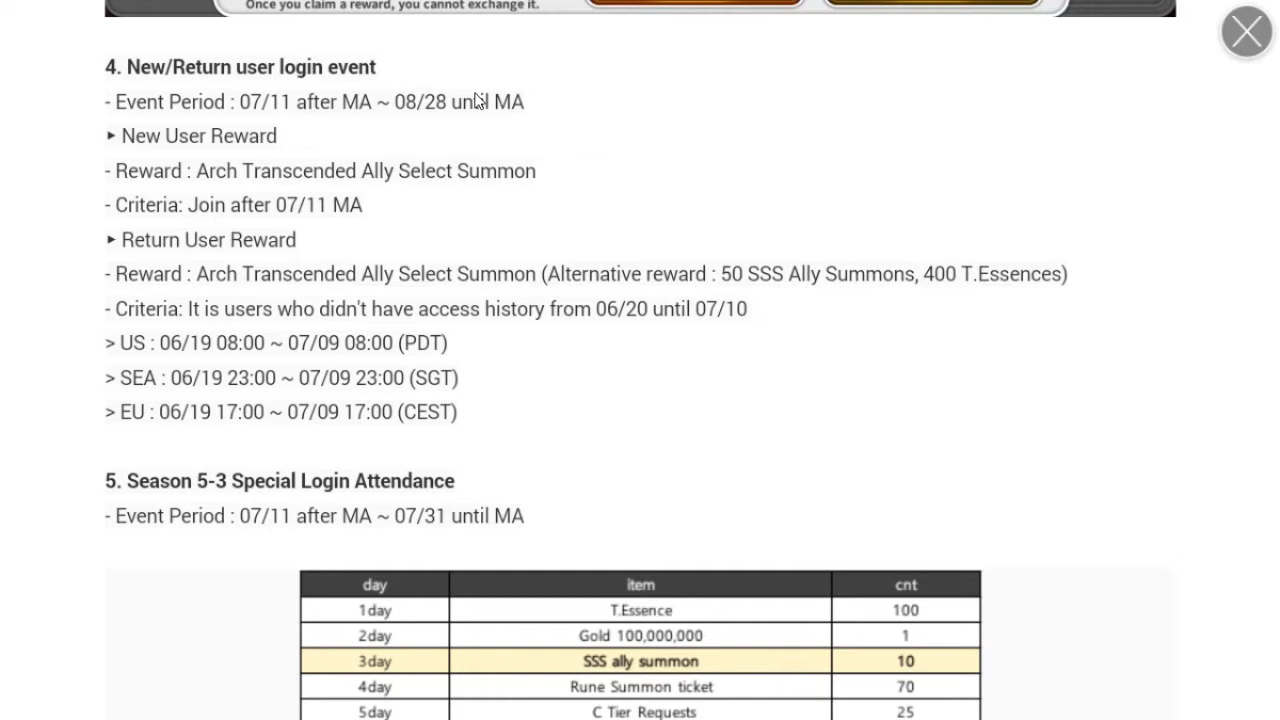 Once you claim a reward, you cannot exchange it.
4. New/Return user login event
- Event Period : 07/11 after MA ~ 08/28 until MA
▸ New User Reward
- Reward : Arch Transcended Ally Select Summon
- Criteria: Join after 07/11 MA
▸ Return User Reward
- Reward : Arch Transcended Ally Select Summon (Alternative reward : 50 SSS Ally Summons, 400 T.Essences)
- Criteria: It is users who didn't have access history from 06/20 until 07/10
> US : 06/19 08:00 ~ 07/09 08:00 (PDT)
> SEA : 06/19 23:00 ~ 07/09 23:00 (SGT)
> EU : 06/19 17:00 ~ 07/09 17:00 (CEST)
5. Season 5-3 Special Login Attendance
- Event Period : 07/11 after MA ~ 07/31 until MA
day item cnt
1day T.Essence 100
2day Gold 100,000,000 1
3day SSS ally summon 10
4day Rune Summon ticket 70
5day C Tier Requests 25